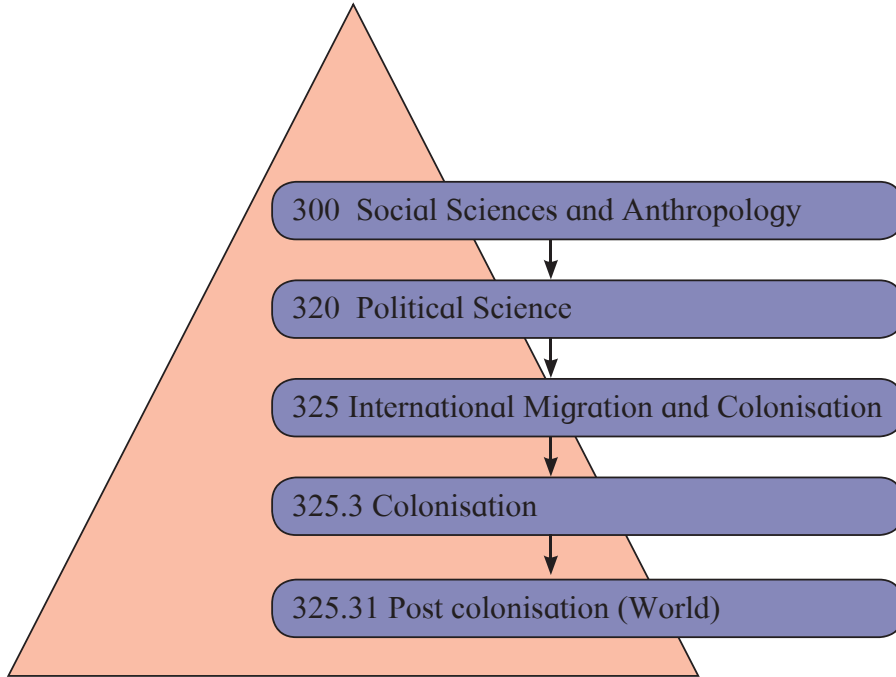 300 Social Sciences and Anthropology
320 Political Science
325 International Migration and Colonisation
325.3 Colonisation
325.31 Post colonisation (World)